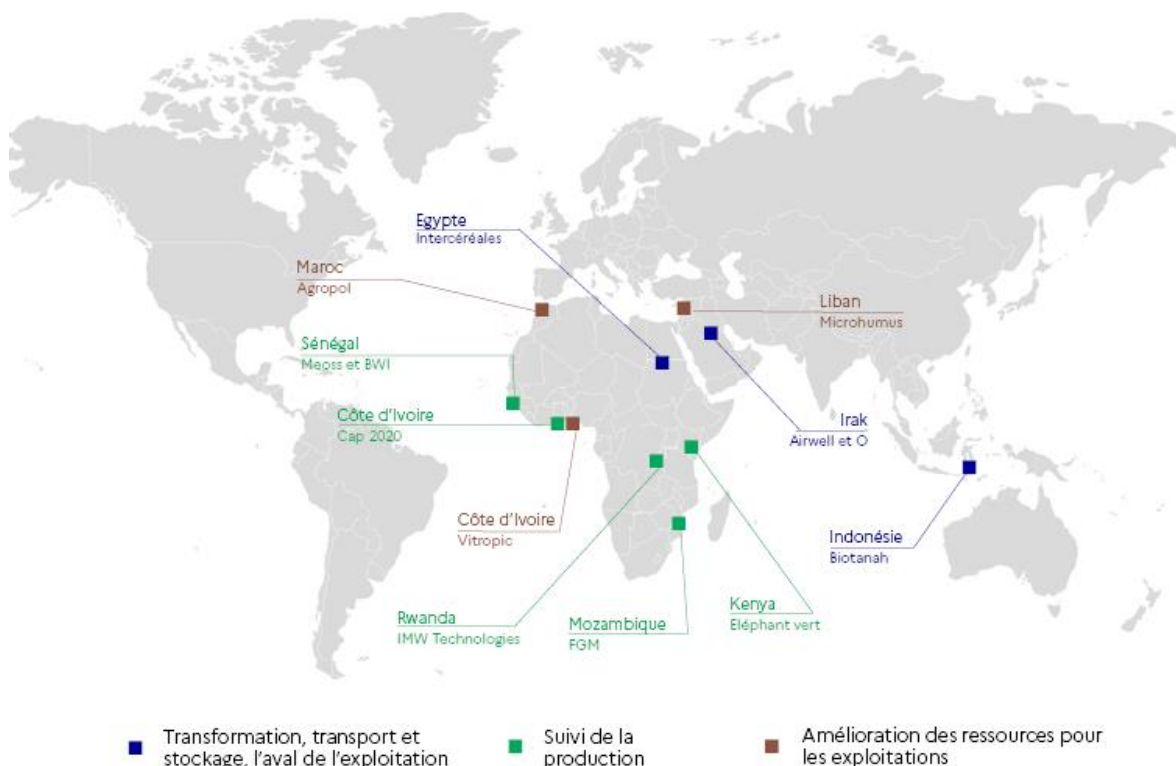 Egypte
Intercéréales
Maroc
Agropol
Liban
Microhumus
Sénégal
Meoss et BWI
Côte d'Ivoire
Cap 2020
Irak
Airwell et O
Côte d'Ivoire
Vitropic
Indonésie
Biotanah
Rwanda
IMW Technologies
Mozambique
FGM
Kenya
Eléphant vert
Transformation, transport et
stockage, l'aval de l'exploitation
Suivi de la
production
Amélioration des ressources pour
les exploitations